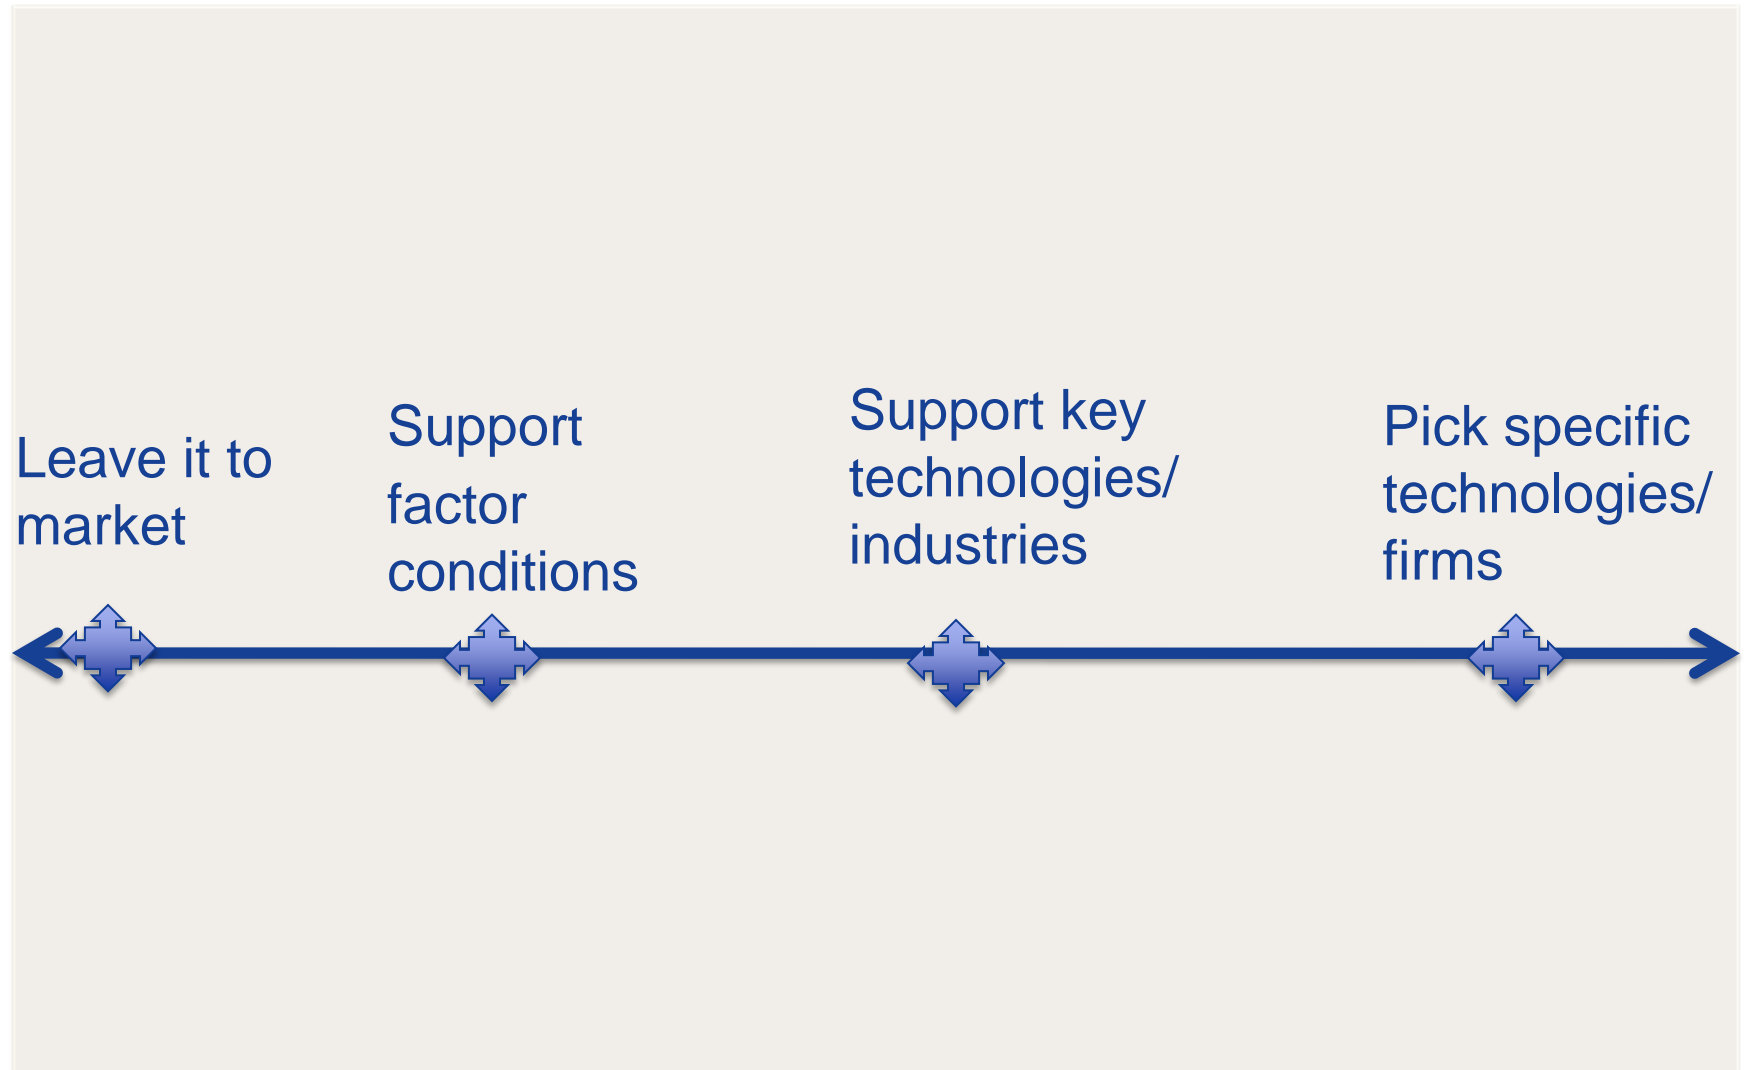 Leave it to
market
Support
factor
conditions
Support key
technologies/
industries
Pick specific
technologies/
firms